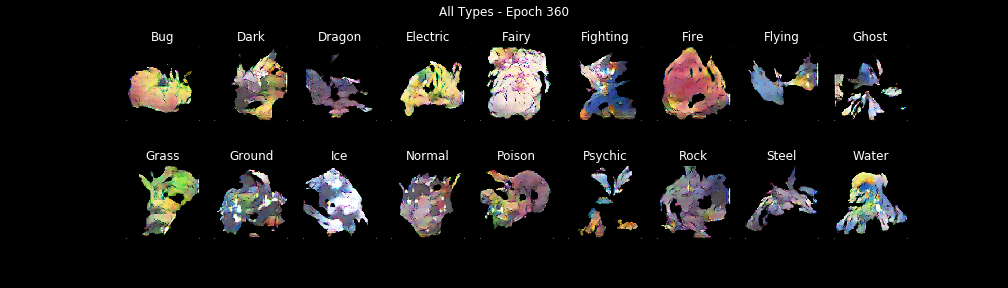 All Types - Epoch 360
Bug Dark Dragon Electric Fairy Fighting Fire Flying Ghost
Grass Ground Ice Normal Poison Psychic Rock Steel Water